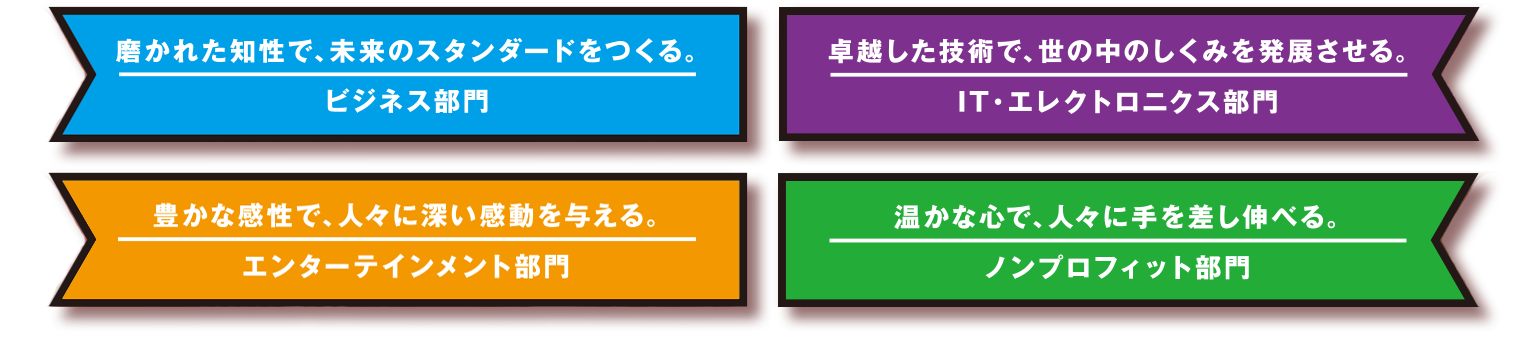 磨かれた知性で、未来のスタンダードをつくる。
ビジネス部門
卓越した技術で、世の中のしくみを発展させる。
IT・エレクトロニクス部門
豊かな感性で、人々に深い感動を与える。
エンターテインメント部門
温かな心で、人々に手を差し伸べる。
ノンプロフィット部門